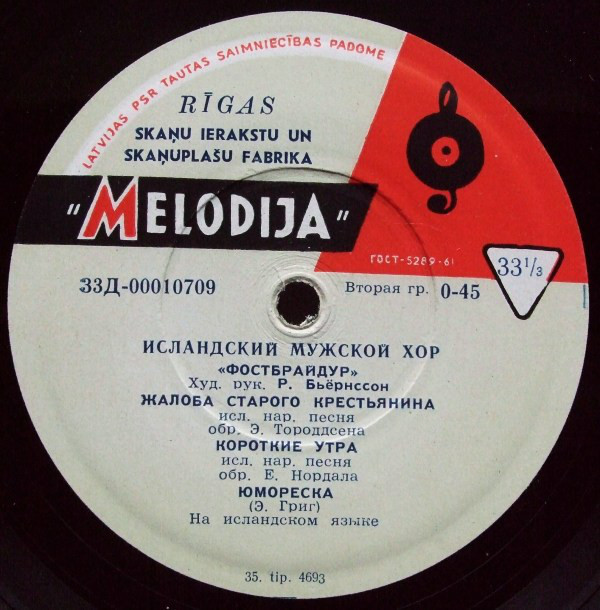 LATVIJAS PSR TAUTAS SAIMNIECĪBAS PADOME
RĪGAS
SKAŅU IERAKSTU UN
SKAŅUPLAŠU FABRIKA
"MELODIJA"
ГОСТ-5289-61
33 1/3
33Д-00010709
Вторая гр. 0-45
ИСЛАНДСКИЙ МУЖСКОЙ ХОР
«ФОСТБРАЙДУР»
Худ. рук. Р. Бьёрнссон
ЖАЛОБА СТАРОГО КРЕСТЬЯНИНА
исл. нар. песня
обр. Э. Тороддсена
КОРОТКИЕ УТРА
исл. нар. песня
обр. Е. Нордала
ЮМОРЕСКА
(Э. Григ)
На исландском языке
35. tip. 4693